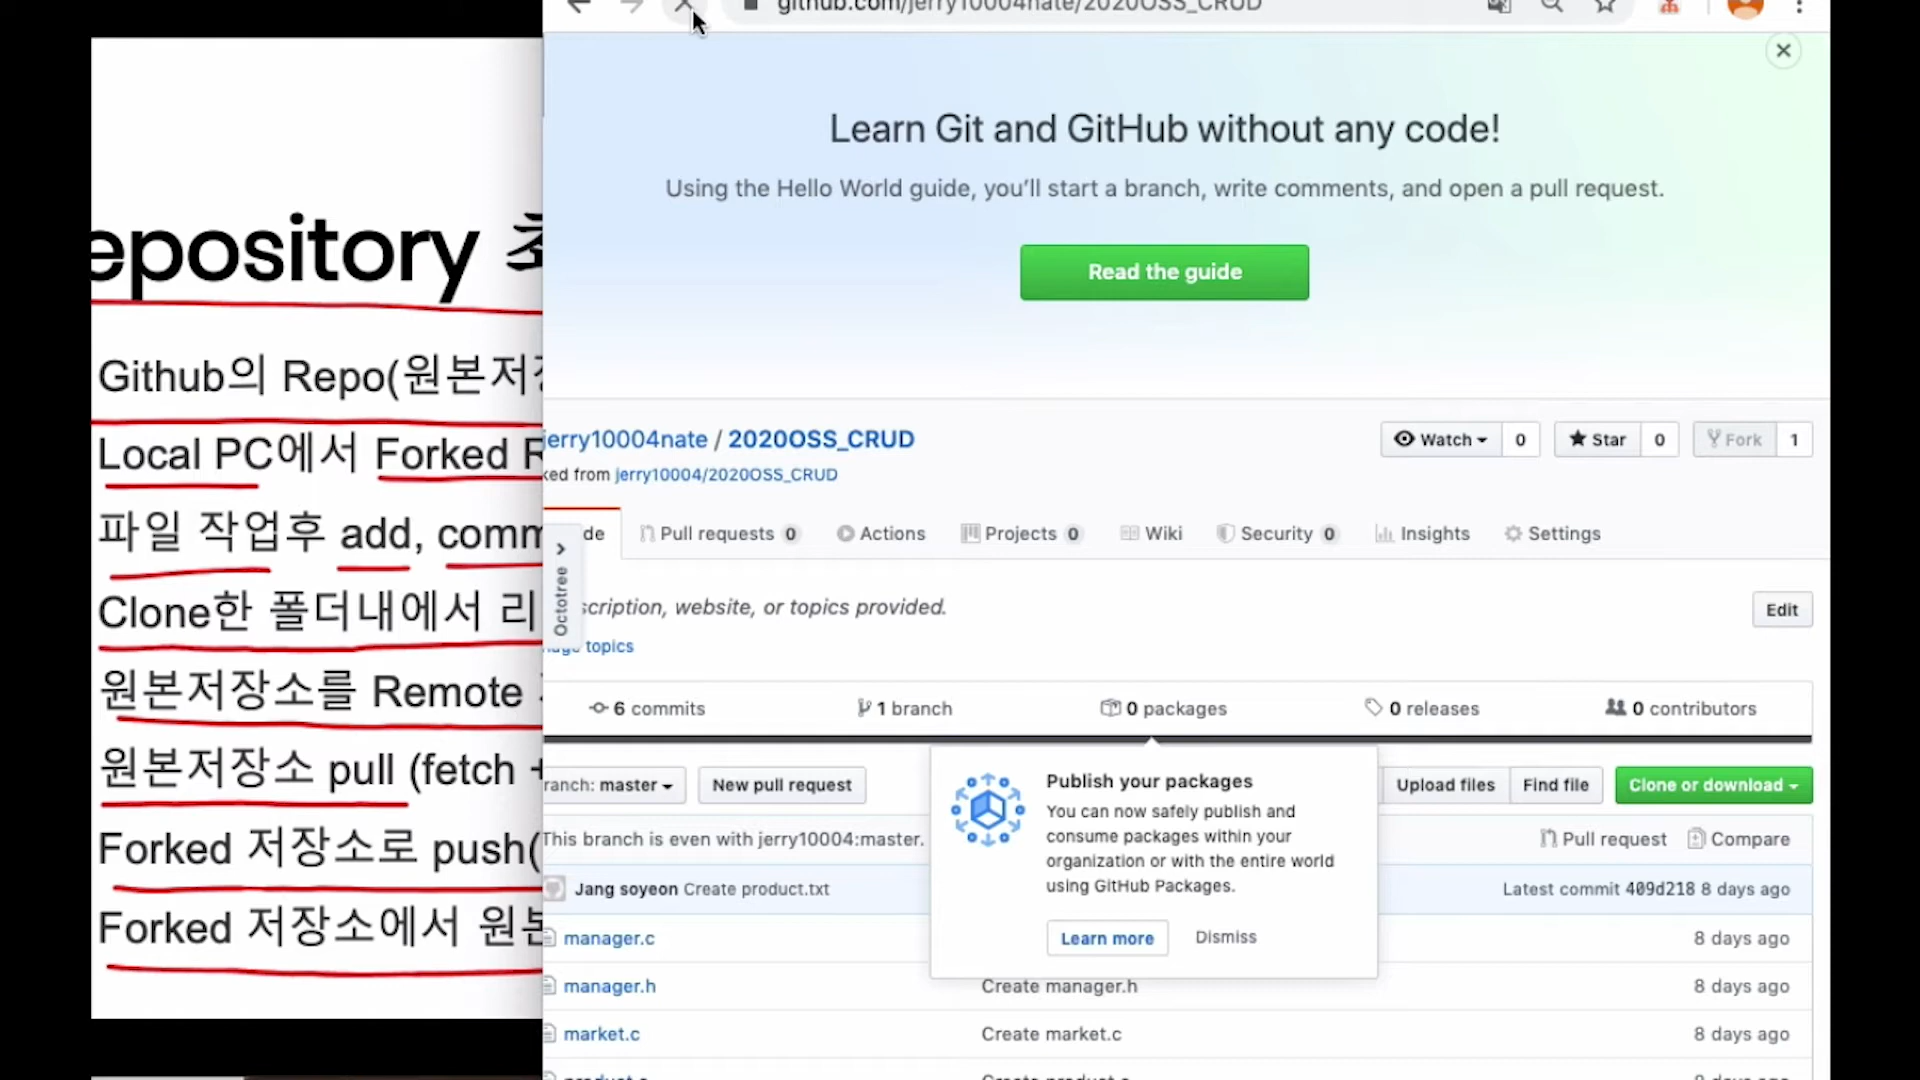 github.com/jerry10004nate/2020OSS_CRUD
epository 최
Github의 Repo(원본저장
Local PC에서 Forked R
파일 작업후 add, comm
Clone한 폴더내에서 리
원본저장소를 Remote
원본저장소 pull (fetch +
Forked 저장소로 push(
Forked 저장소에서 원본
Learn Git and GitHub without any code!
Using the Hello World guide, you’ll start a branch, write comments, and open a pull request.
Read the guide
jerry10004nate / 2020OSS_CRUD
Watch 0 Star 0 Fork 1
ked from jerry10004/2020OSS_CRUD
de Pull requests 0 Actions Projects 0 Wiki Security 0 Insights Settings
Octotree
scription, website, or topics provided.
Edit
nage topics
6 commits 1 branch 0 packages 0 releases 0 contributors
ranch: master New pull request Upload files Find file Clone or download
Publish your packages
You can now safely publish and
consume packages within your
organization or with the entire world
using GitHub Packages.
Learn more Dismiss
This branch is even with jerry10004:master. Pull request Compare
Jang soyeon Create product.txt Latest commit 409d218 8 days ago
manager.c 8 days ago
manager.h Create manager.h 8 days ago
market.c Create market.c 8 days ago
product.c Create product.c